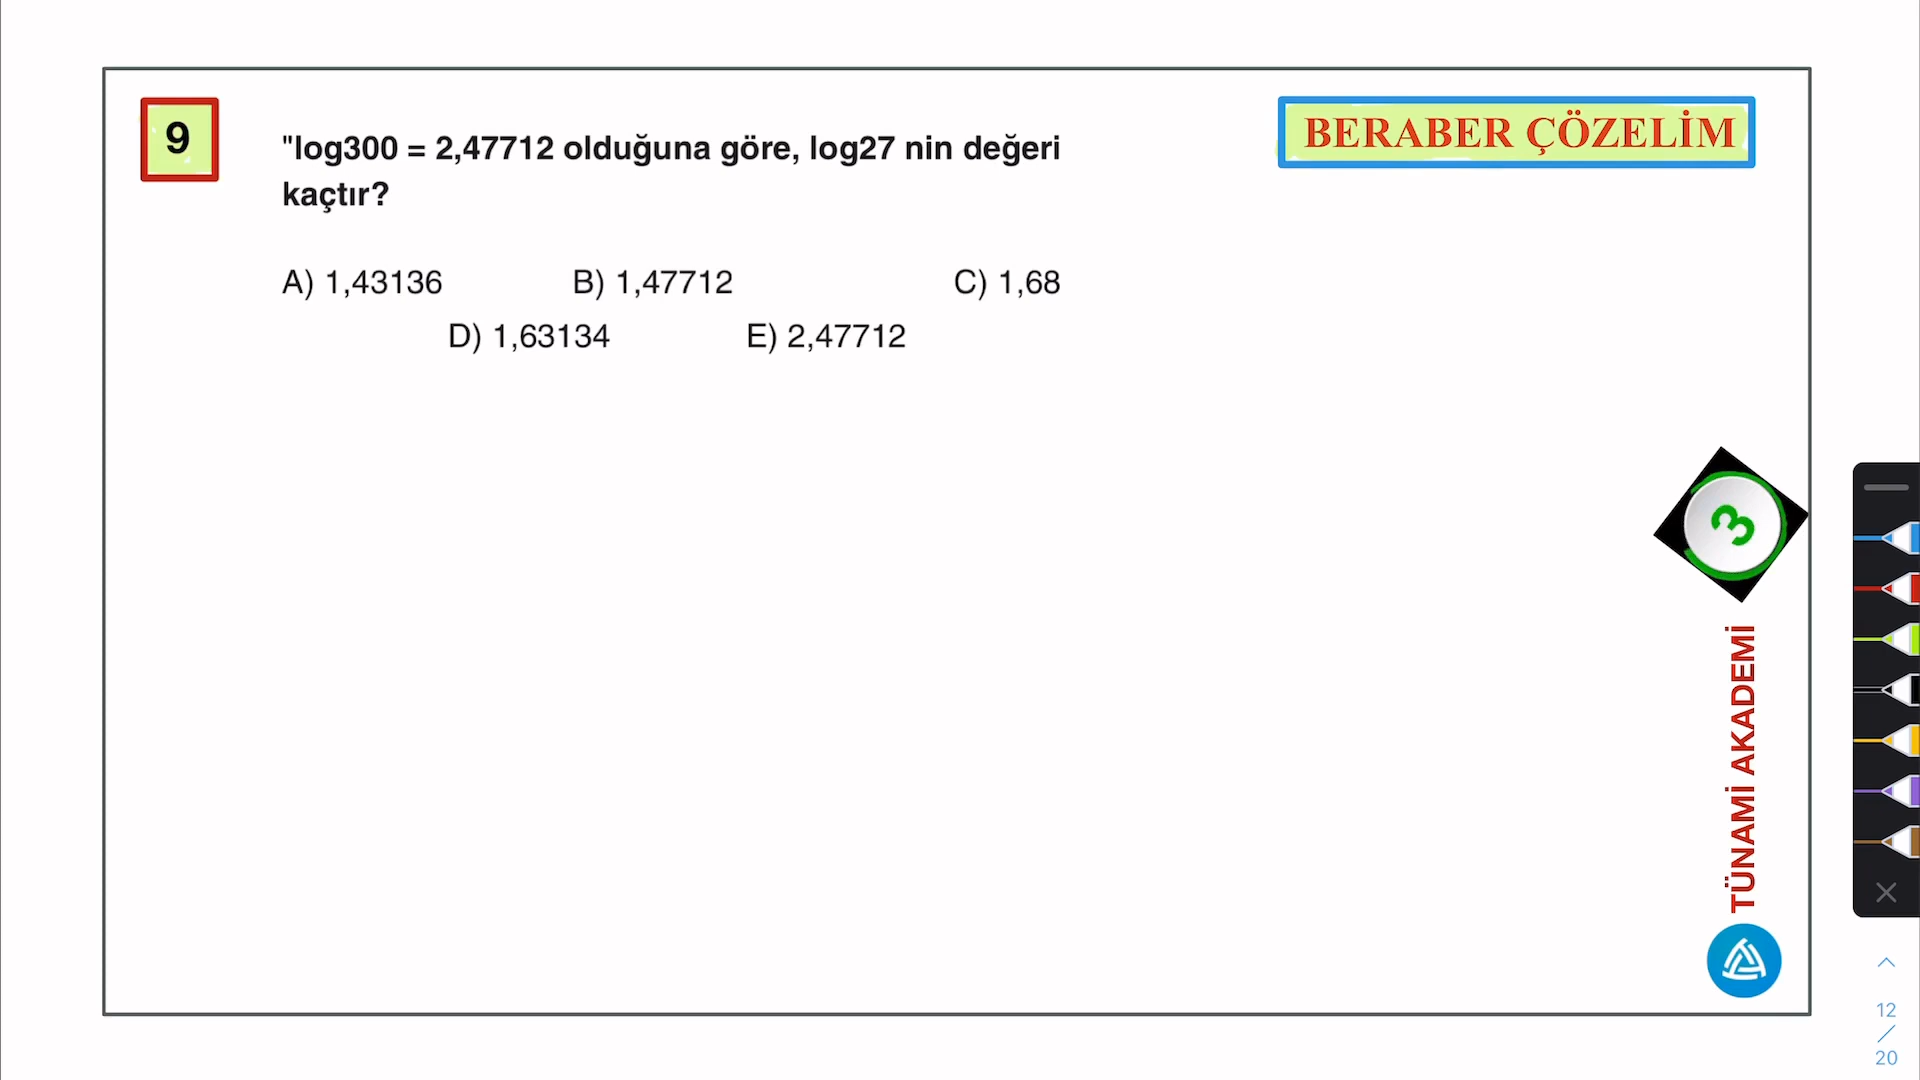 9
BERABER ÇÖZELİM
"log300 = 2,47712 olduğuna göre, log27 nin değeri
kaçtır?
A) 1,43136 B) 1,47712 C) 1,68
D) 1,63134 E) 2,47712
3
TÜNAMİ AKADEMİ
12
/
20